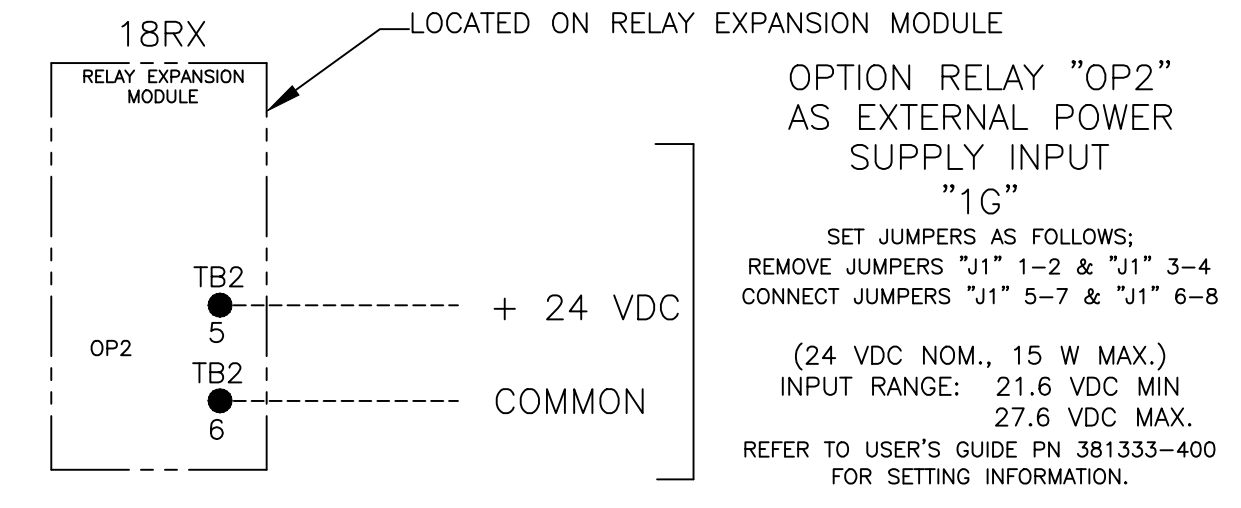 LOCATED ON RELAY EXPANSION MODULE
18RX
RELAY EXPANSION
MODULE
TB2
5
OP2
TB2
6
+ 24 VDC
COMMON
OPTION RELAY "OP2"
AS EXTERNAL POWER
SUPPLY INPUT
"1G"
SET JUMPERS AS FOLLOWS;
REMOVE JUMPERS "J1" 1-2 & "J1" 3-4
CONNECT JUMPERS "J1" 5-7 & "J1" 6-8
(24 VDC NOM., 15 W MAX.)
INPUT RANGE: 21.6 VDC MIN
27.6 VDC MAX.
REFER TO USER'S GUIDE PN 381333-400
FOR SETTING INFORMATION.